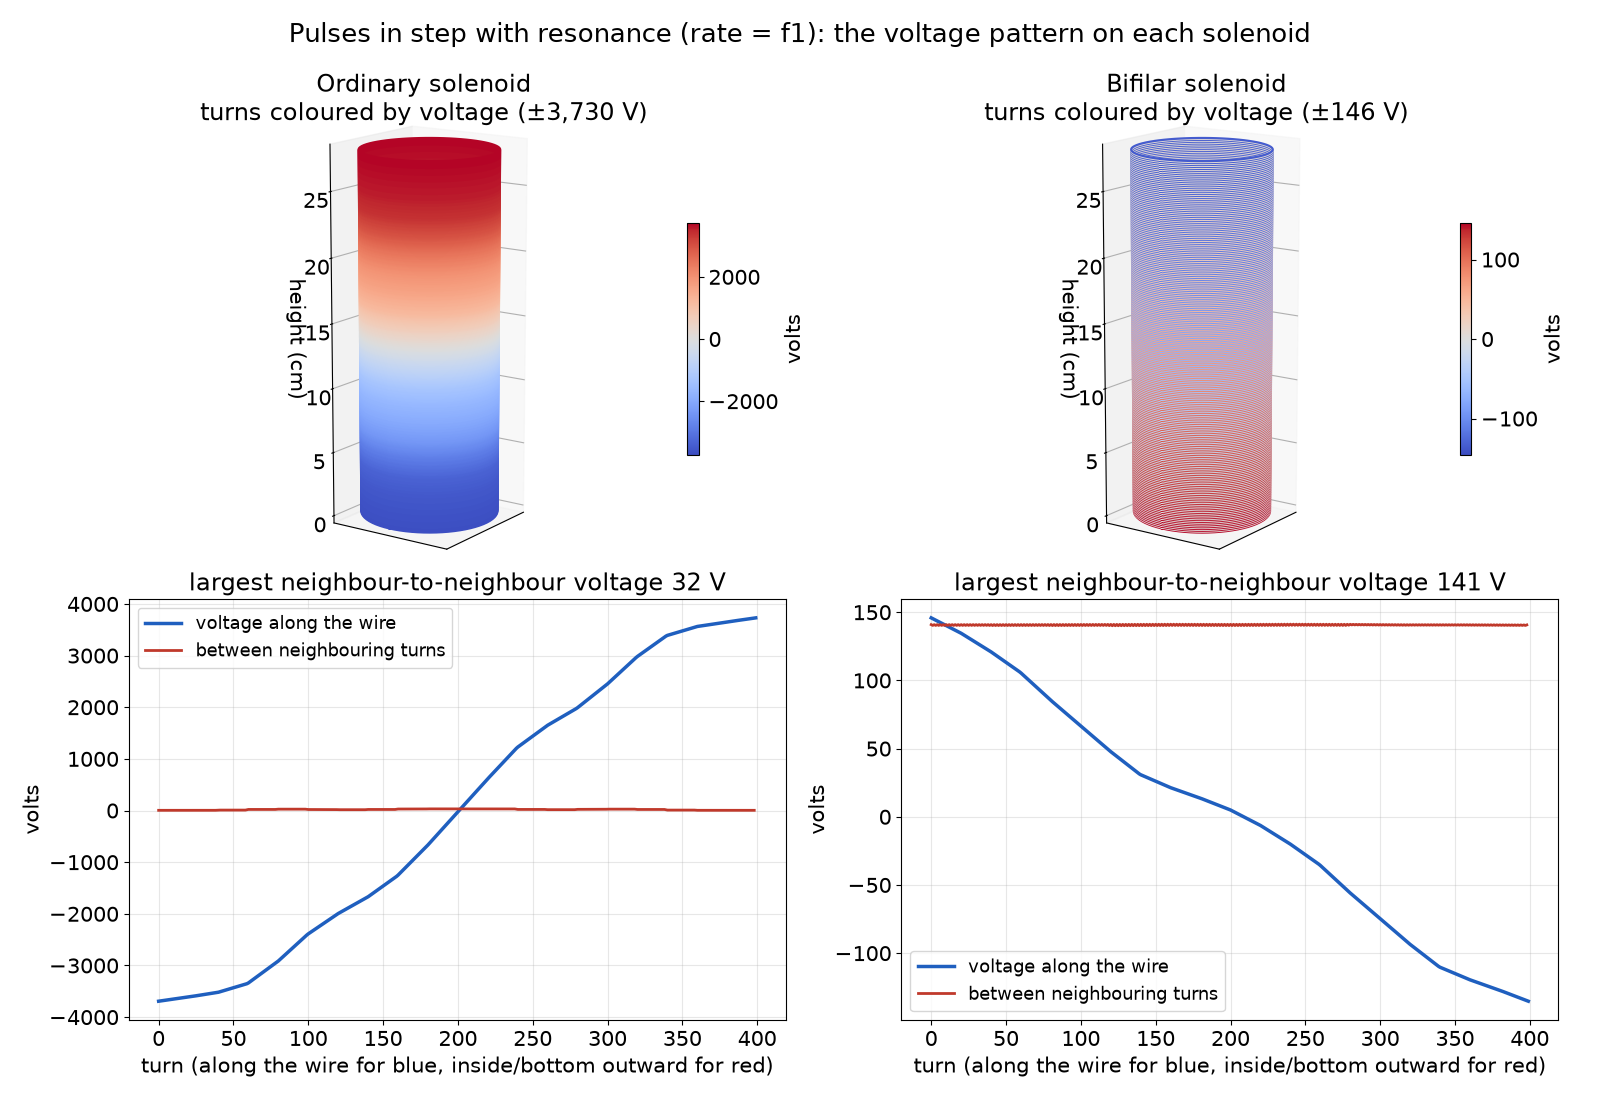 Pulses in step with resonance (rate = f1): the voltage pattern on each solenoid
Ordinary solenoid
turns coloured by voltage (±3,730 V)
25
20
15
10
5
0
height (cm)
2000
0
−2000
volts
Bifilar solenoid
turns coloured by voltage (±146 V)
25
20
15
10
5
0
height (cm)
100
0
−100
volts
largest neighbour-to-neighbour voltage 32 V
4000
3000
2000
1000
0
−1000
−2000
−3000
−4000
volts
voltage along the wire
between neighbouring turns
0 50 100 150 200 250 300 350 400
turn (along the wire for blue, inside/bottom outward for red)
largest neighbour-to-neighbour voltage 141 V
150
100
50
0
−50
−100
volts
voltage along the wire
between neighbouring turns
0 50 100 150 200 250 300 350 400
turn (along the wire for blue, inside/bottom outward for red)